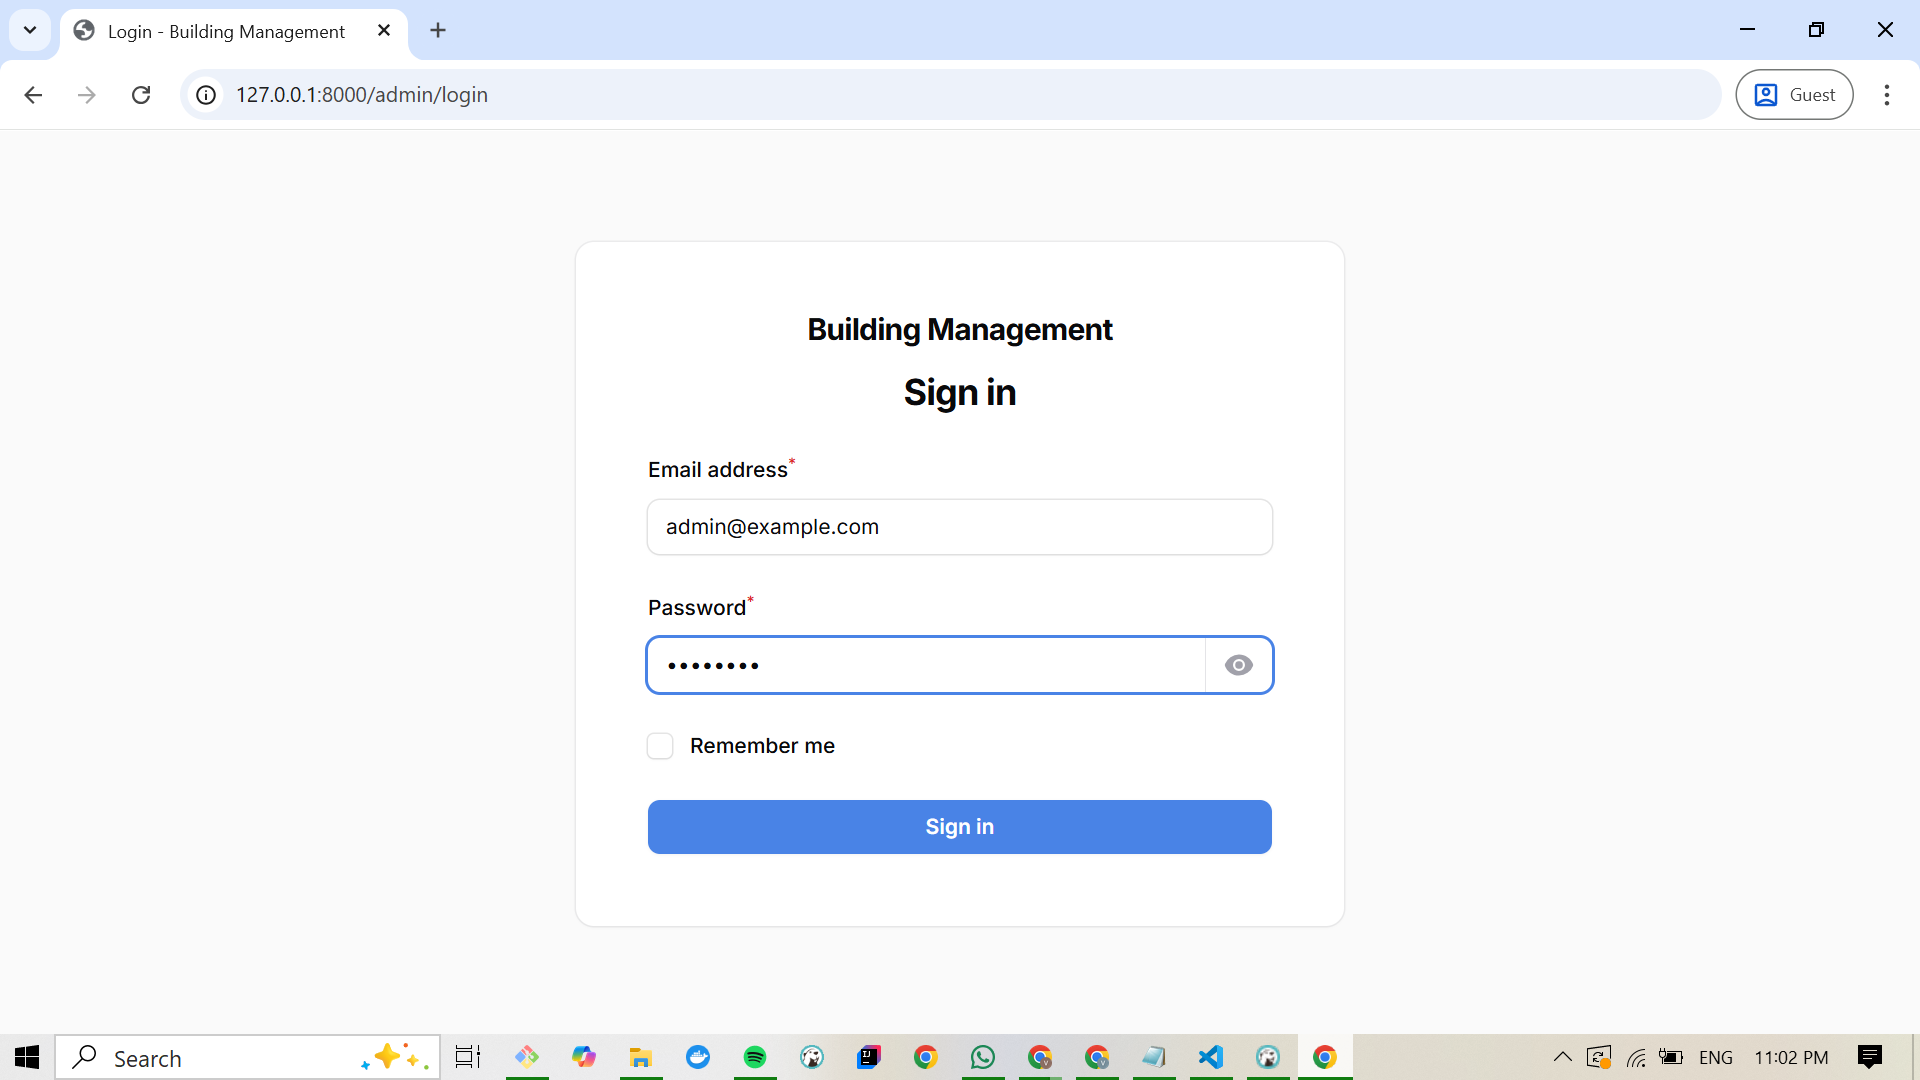 Login - Building Management
127.0.0.1:8000/admin/login
Guest
Building Management
Sign in
Email address*
admin@example.com
Password*
••••••••
Remember me
Sign in
Search
ENG
11:02 PM